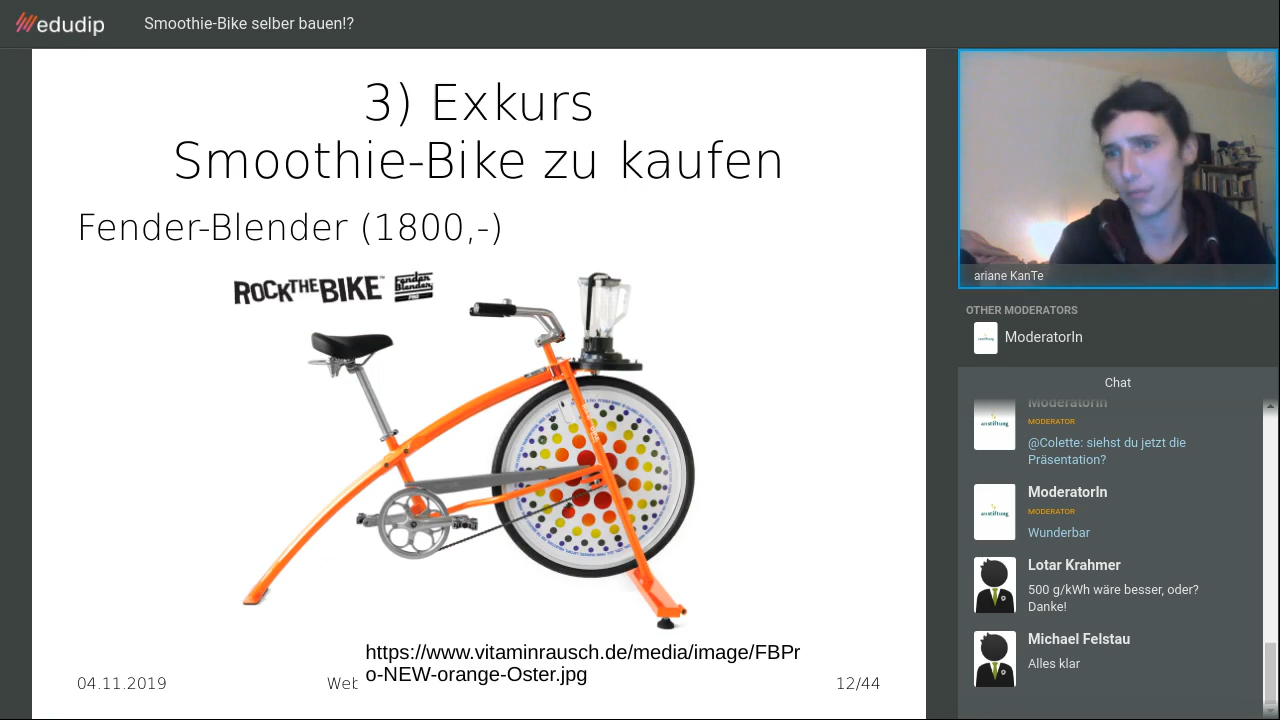 edudip
Smoothie-Bike selber bauen!?
3) Exkurs
Smoothie-Bike zu kaufen
Fender-Blender (1800,-)
ROCK THE BIKE™
Fender Blender
PRO
https://www.vitaminrausch.de/media/image/FBPr
o-NEW-orange-Oster.jpg
04.11.2019
Web
12/44
ariane KanTe
OTHER MODERATORS
ModeratorIn
Chat
ModeratorIn
MODERATOR
@Colette: siehst du jetzt die
Präsentation?
ModeratorIn
MODERATOR
anstiftung
Wunderbar
Lotar Krahmer
500 g/kWh wäre besser, oder?
Danke!
Michael Felstau
Alles klar